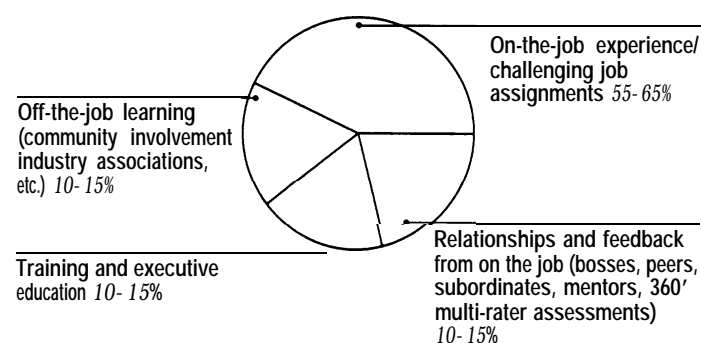 On-the-job experience/
challenging job
assignments 55-65%
Off-the-job learning
(community involvement
industry associations,
etc.) 10-15%
Training and executive
education 10-15%
Relationships and feedback
from on the job (bosses, peers,
subordinates, mentors, 360′
multi-rater assessments)
10-15%